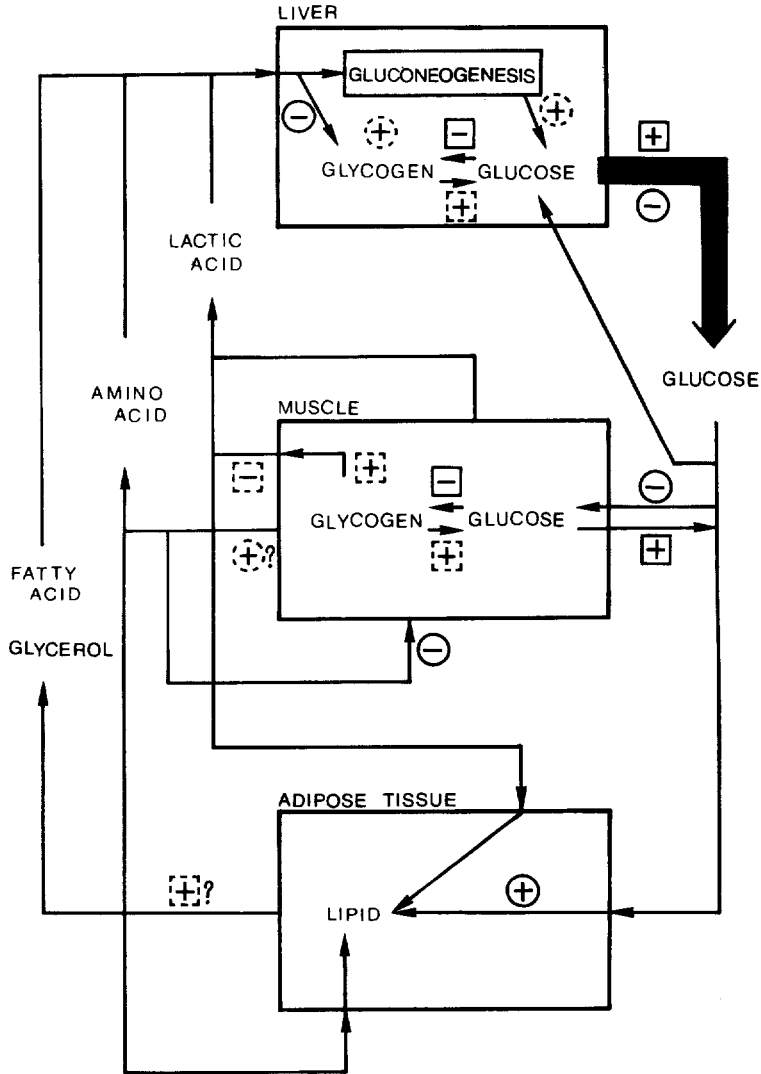 LIVER
GLUCONEOGENESIS
−
+
+
−
GLYCOGEN
GLUCOSE
+
+
−
LACTIC
ACID
GLUCOSE
AMINO
ACID
MUSCLE
−
+
−
GLYCOGEN
GLUCOSE
+
−
+
+?
FATTY
ACID
GLYCEROL
−
ADIPOSE TISSUE
+?
LIPID
+